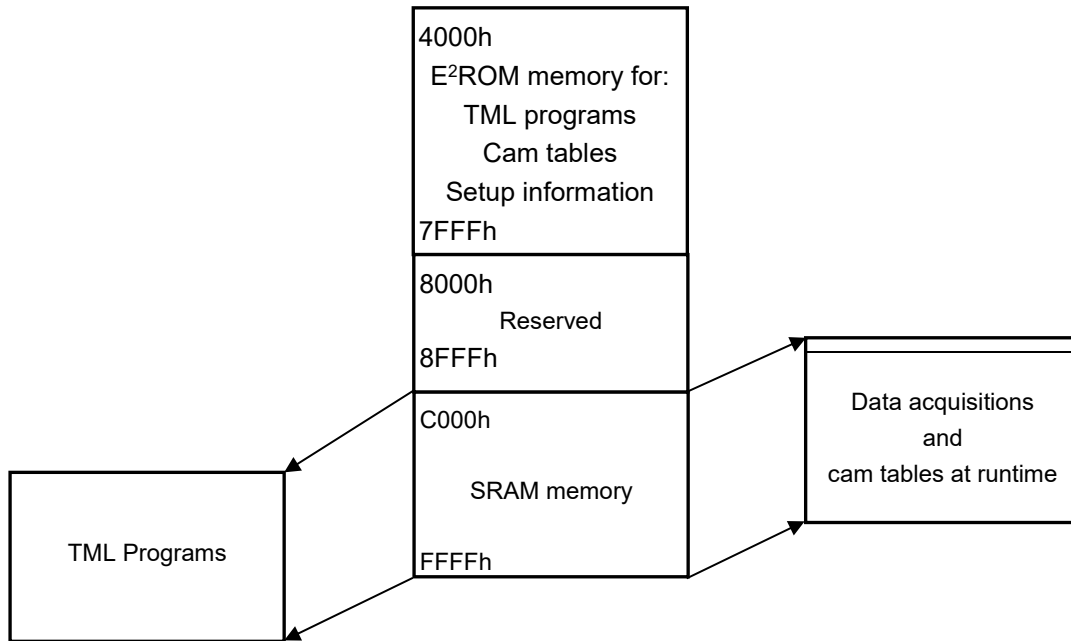 4000h
E²ROM memory for:
TML programs
Cam tables
Setup information
7FFFh
8000h
Reserved
8FFFh
C000h
SRAM memory
FFFFh
TML Programs
Data acquisitions
and
cam tables at runtime